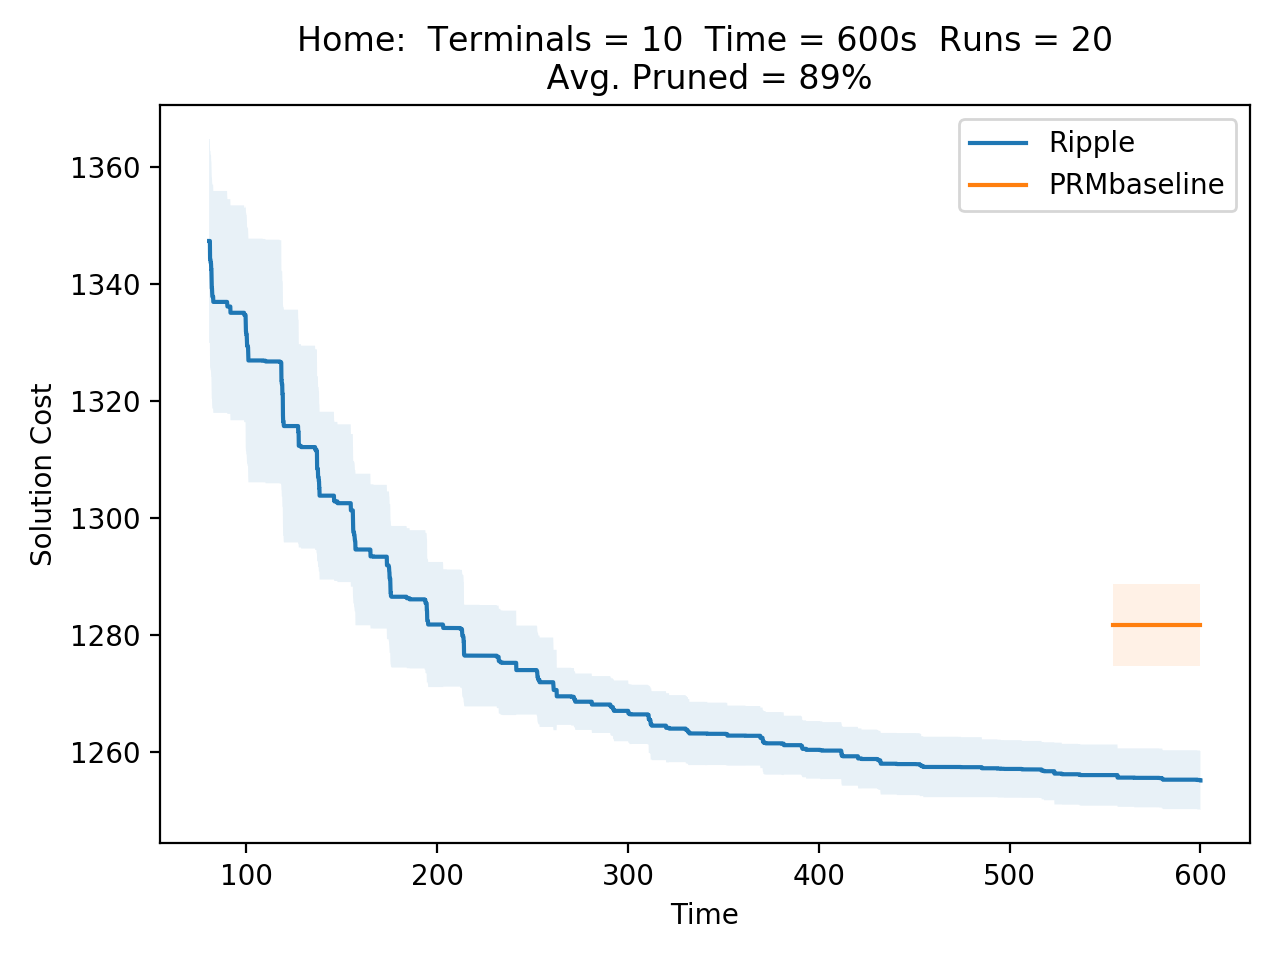 Home:  Terminals = 10  Time = 600s  Runs = 20
Avg. Pruned = 89%
Ripple
PRMbaseline
1360
1340
1320
1300
1280
1260
Solution Cost
100
200
300
400
500
600
Time